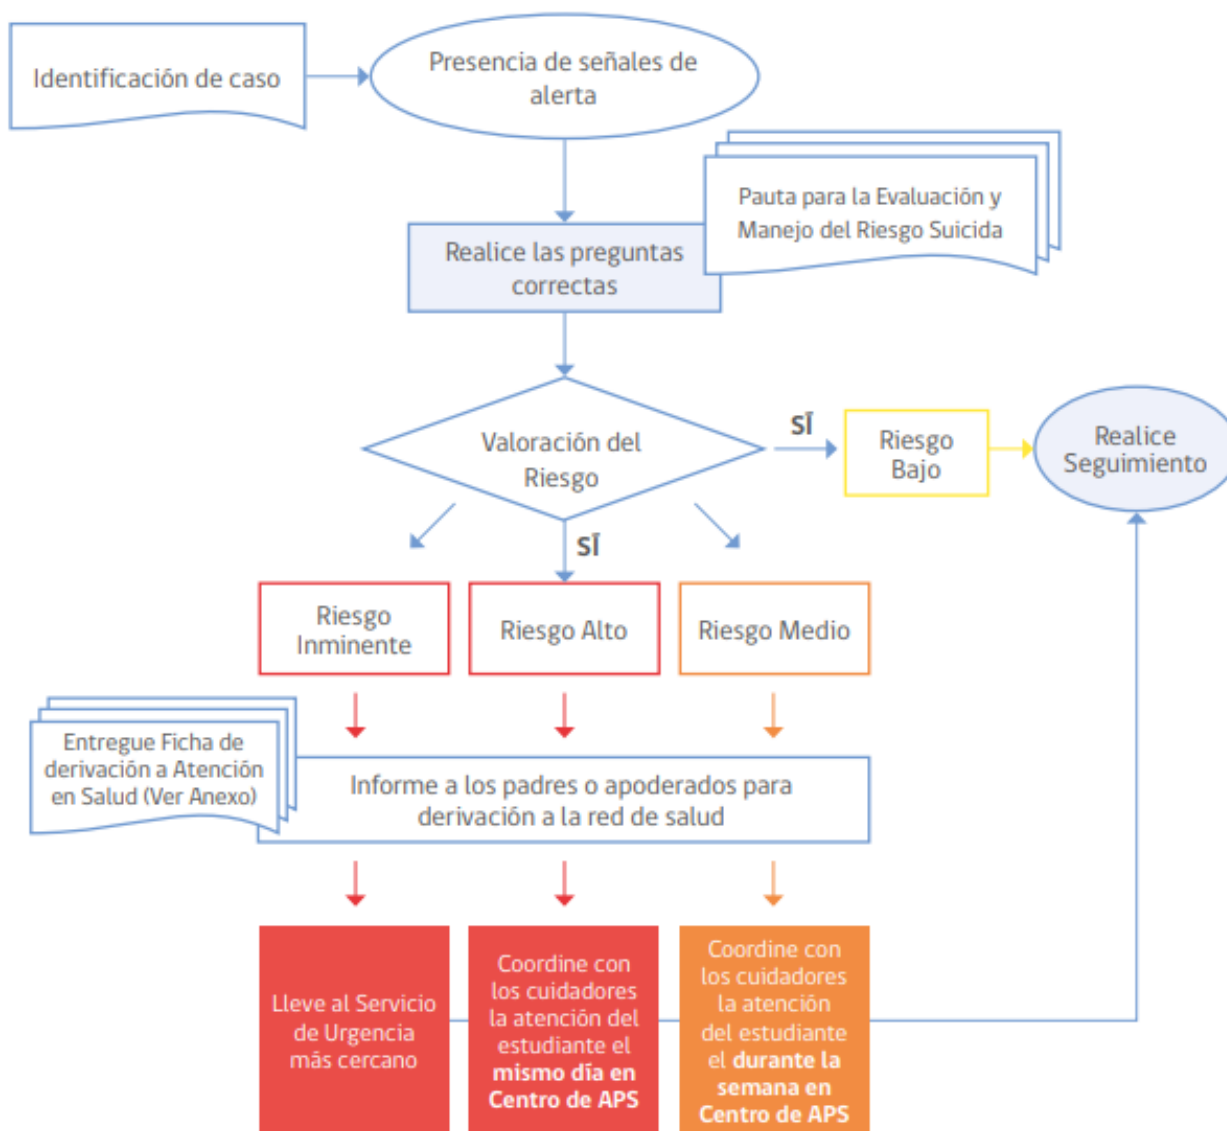 Identificación de caso
Presencia de señales de
alerta
Pauta para la Evaluación y
Manejo del Riesgo Suicida
Realice las preguntas
correctas
Valoración del
Riesgo
SĪ
Riesgo
Bajo
Realice
Seguimiento
SĪ
Riesgo
Inminente
Riesgo Alto
Riesgo Medio
Entregue Ficha de
derivación a Atención
en Salud (Ver Anexo)
Informe a los padres o apoderados para
derivación a la red de salud
Lleve al Servicio
de Urgencia
más cercano
Coordine con
los cuidadores
la atención del
estudiante el
mismo día en
Centro de APS
Coordine con
los cuidadores
la atención
del estudiante
el durante la
semana en
Centro de APS